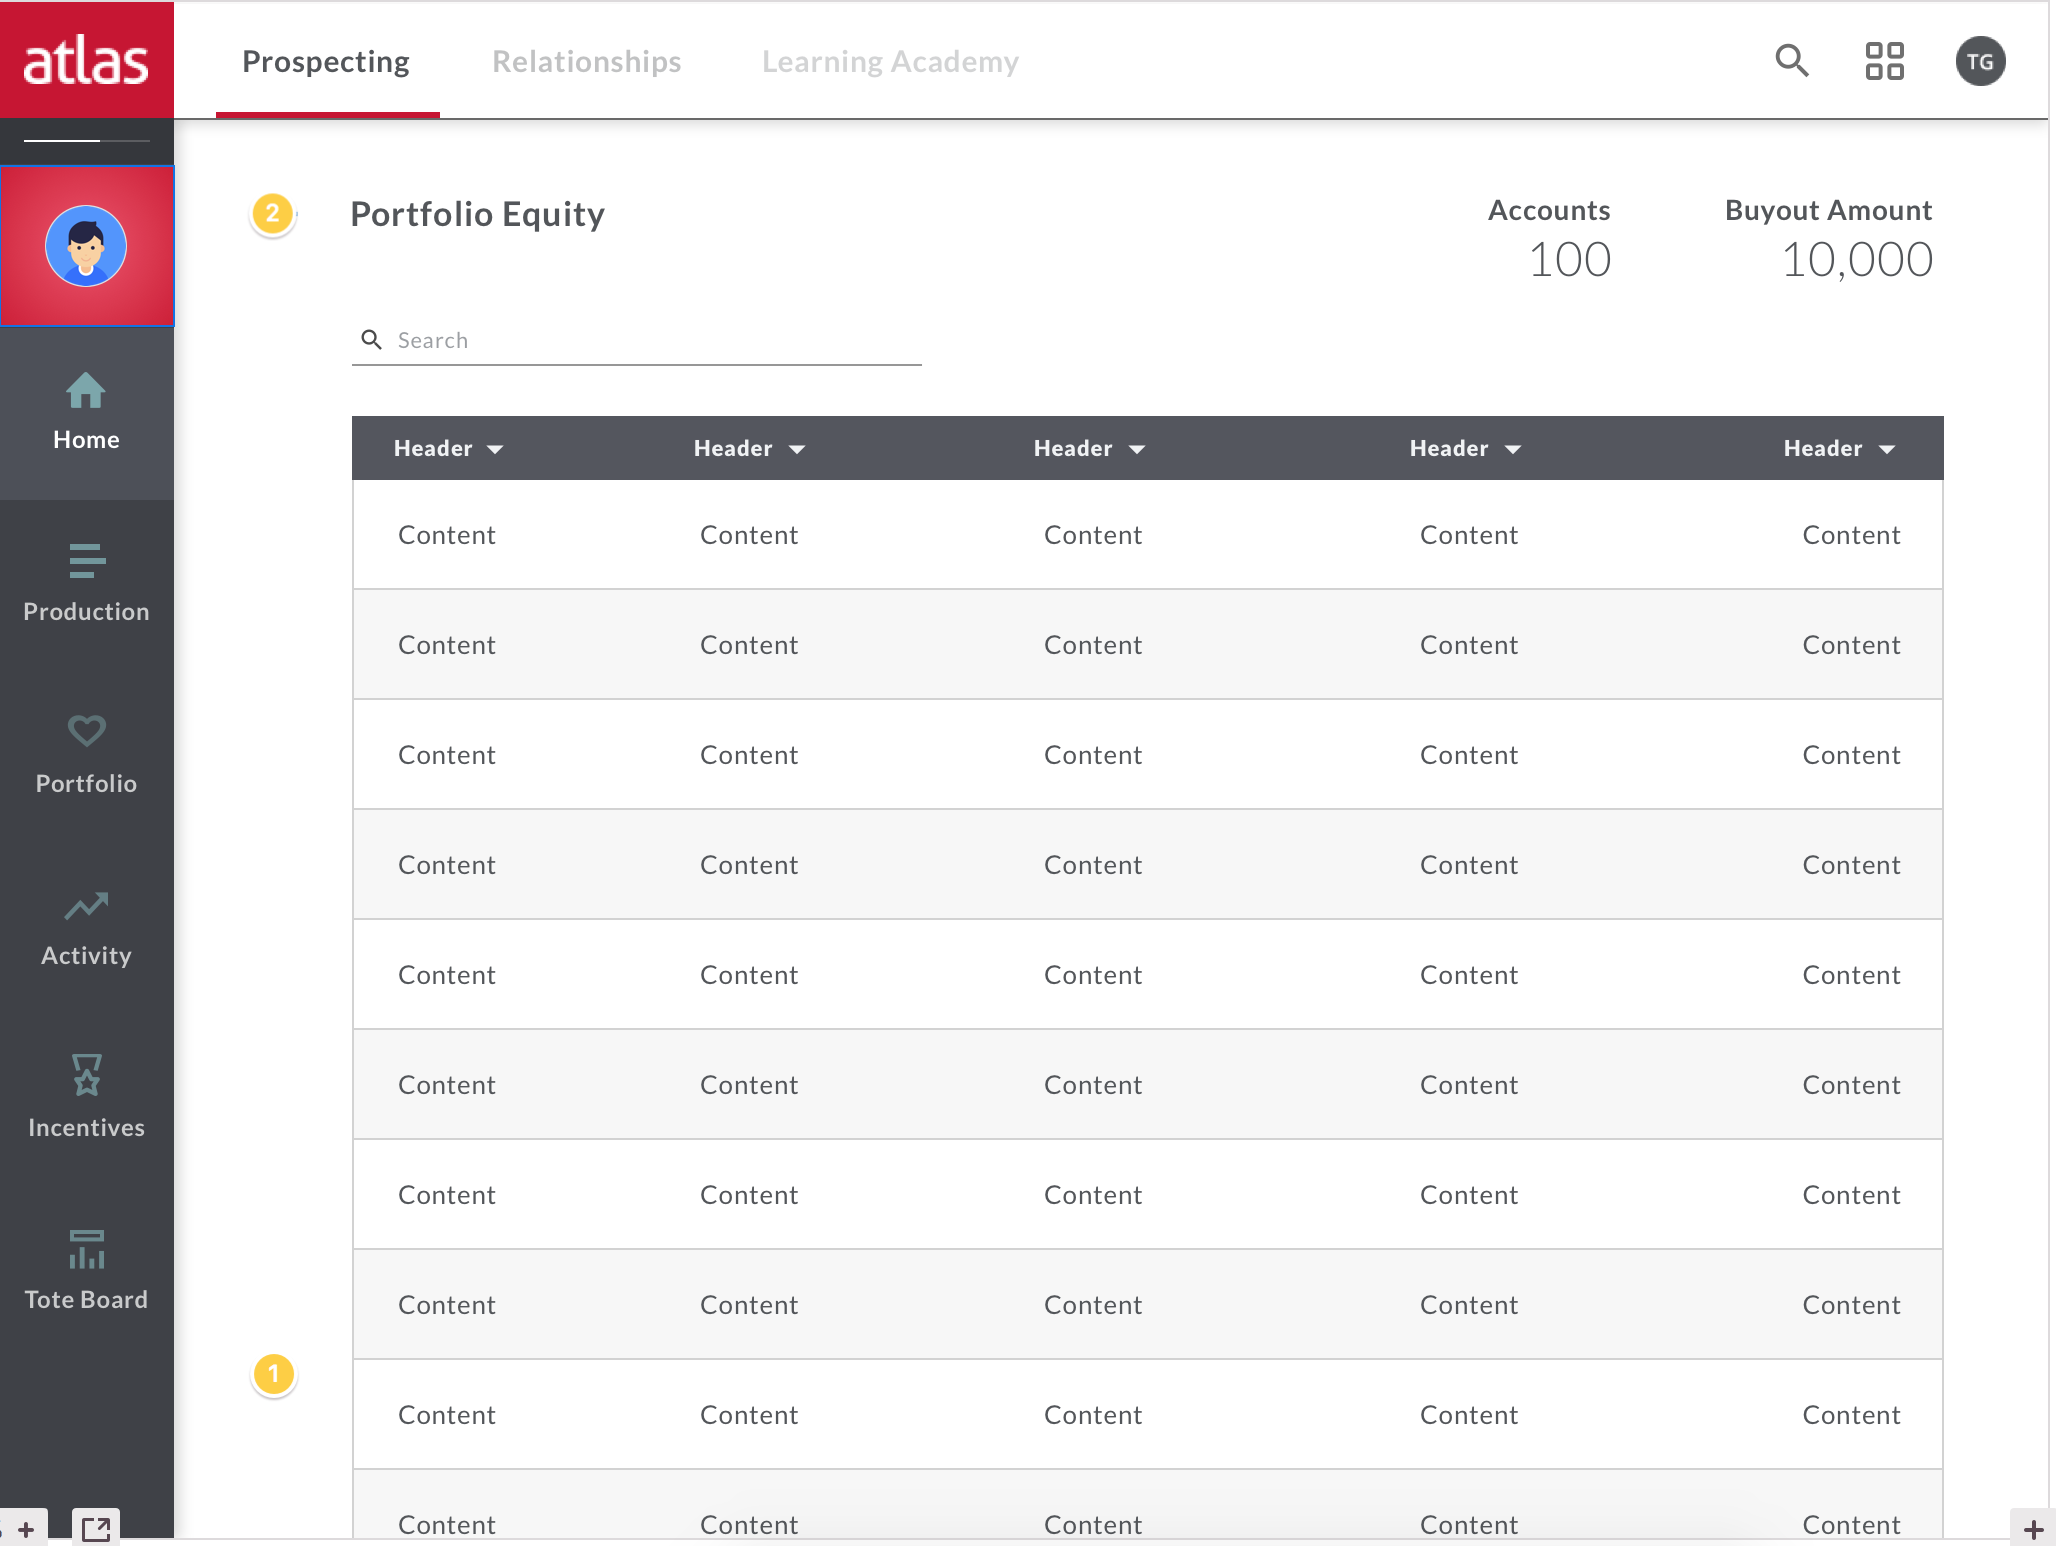 atlas
Prospecting Relationships Learning Academy TG
2 Portfolio Equity Accounts Buyout Amount
100 10,000
Search
Home
Production
Portfolio
Activity
Incentives
Tote Board
Header Header Header Header Header
Content Content Content Content Content
Content Content Content Content Content
Content Content Content Content Content
Content Content Content Content Content
Content Content Content Content Content
Content Content Content Content Content
Content Content Content Content Content
Content Content Content Content Content
1
Content Content Content Content Content
Content Content Content Content Content